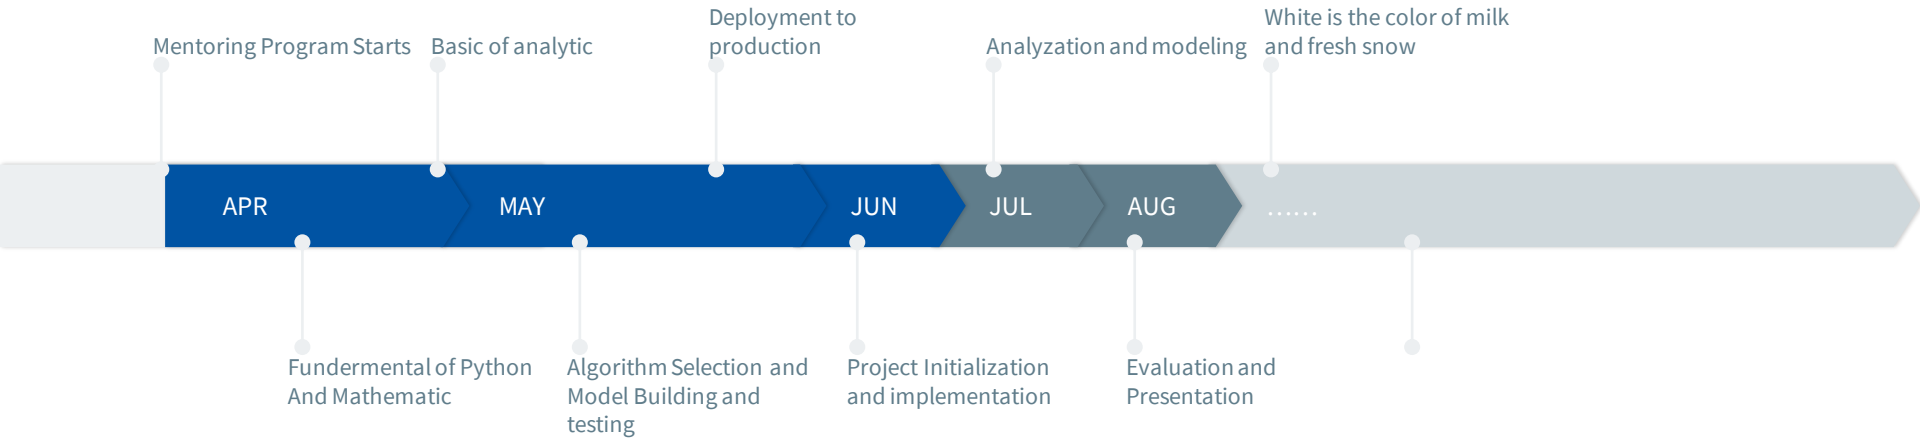 Mentoring Program Starts
Basic of analytic
Deployment to
production
Analyzation and modeling
White is the color of milk
and fresh snow
APR
MAY
JUN
JUL
AUG
......
Fundermental of Python
And Mathematic
Algorithm Selection and
Model Building and
testing
Project Initialization
and implementation
Evaluation and
Presentation